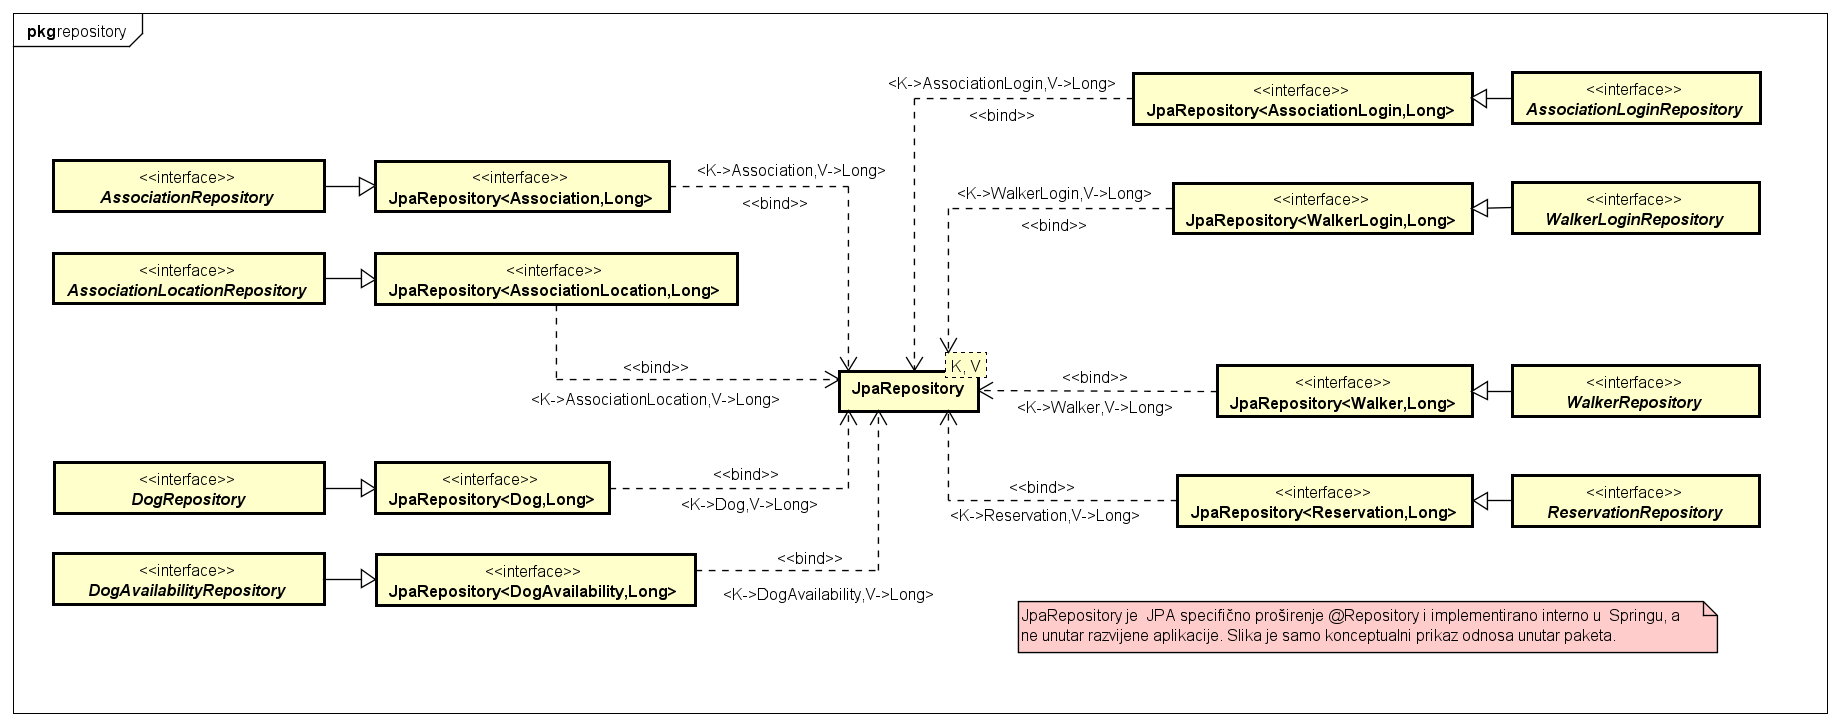 pkg repository
<K->AssociationLogin,V->Long>
<<bind>>
<<interface>>
JpaRepository<AssociationLogin,Long>
<<interface>>
AssociationLoginRepository
<<interface>>
AssociationRepository
<<interface>>
JpaRepository<Association,Long>
<K->Association,V->Long>
<<bind>>
<K->WalkerLogin,V->Long>
<<bind>>
<<interface>>
JpaRepository<WalkerLogin,Long>
<<interface>>
WalkerLoginRepository
<<interface>>
AssociationLocationRepository
<<interface>>
JpaRepository<AssociationLocation,Long>
<<bind>>
<K->AssociationLocation,V->Long>
K, V
JpaRepository
<<bind>>
<K->Walker,V->Long>
<<interface>>
JpaRepository<Walker,Long>
<<interface>>
WalkerRepository
<<interface>>
DogRepository
<<interface>>
JpaRepository<Dog,Long>
<<bind>>
<K->Dog,V->Long>
<<bind>>
<K->Reservation,V->Long>
<<interface>>
JpaRepository<Reservation,Long>
<<interface>>
ReservationRepository
<<interface>>
DogAvailabilityRepository
<<interface>>
JpaRepository<DogAvailability,Long>
<<bind>>
<K->DogAvailability,V->Long>
JpaRepository je  JPA specifično proširenje @Repository i implementirano interno u  Springu, a
ne unutar razvijene aplikacije. Slika je samo konceptualni prikaz odnosa unutar paketa.